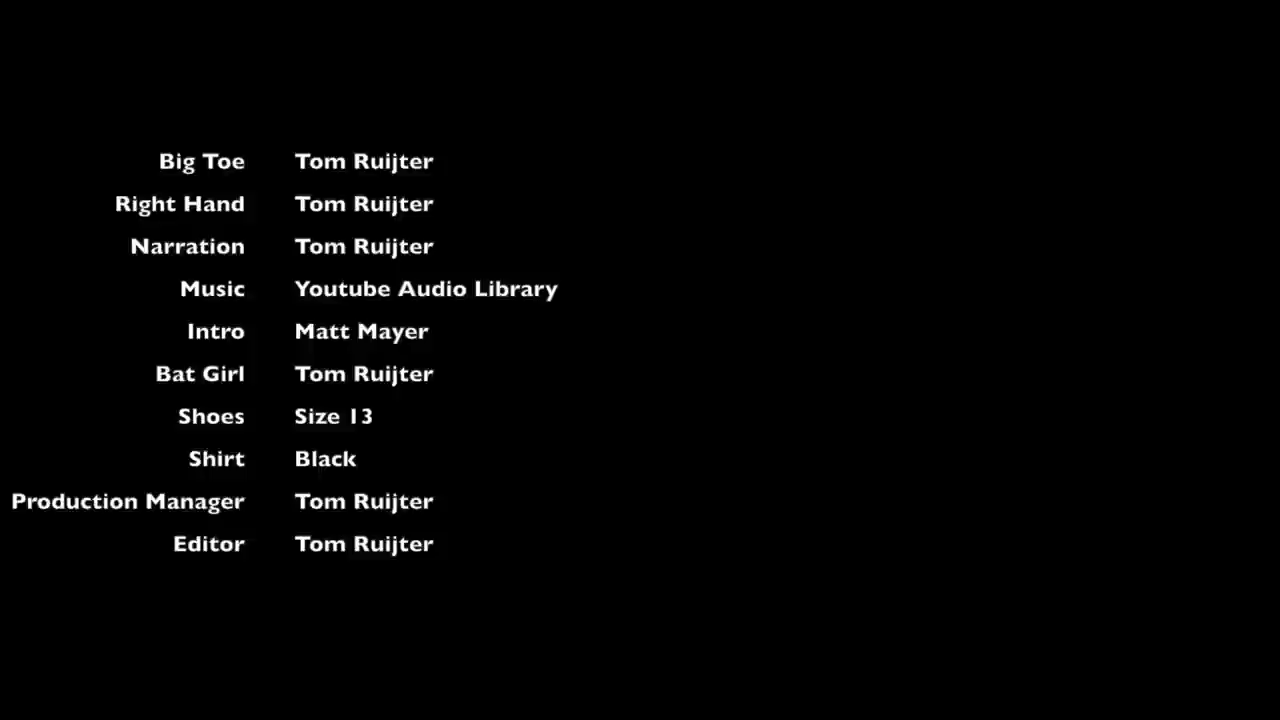 Big Toe Tom Ruijter
Right Hand Tom Ruijter
Narration Tom Ruijter
Music Youtube Audio Library
Intro Matt Mayer
Bat Girl Tom Ruijter
Shoes Size 13
Shirt Black
Production Manager Tom Ruijter
Editor Tom Ruijter